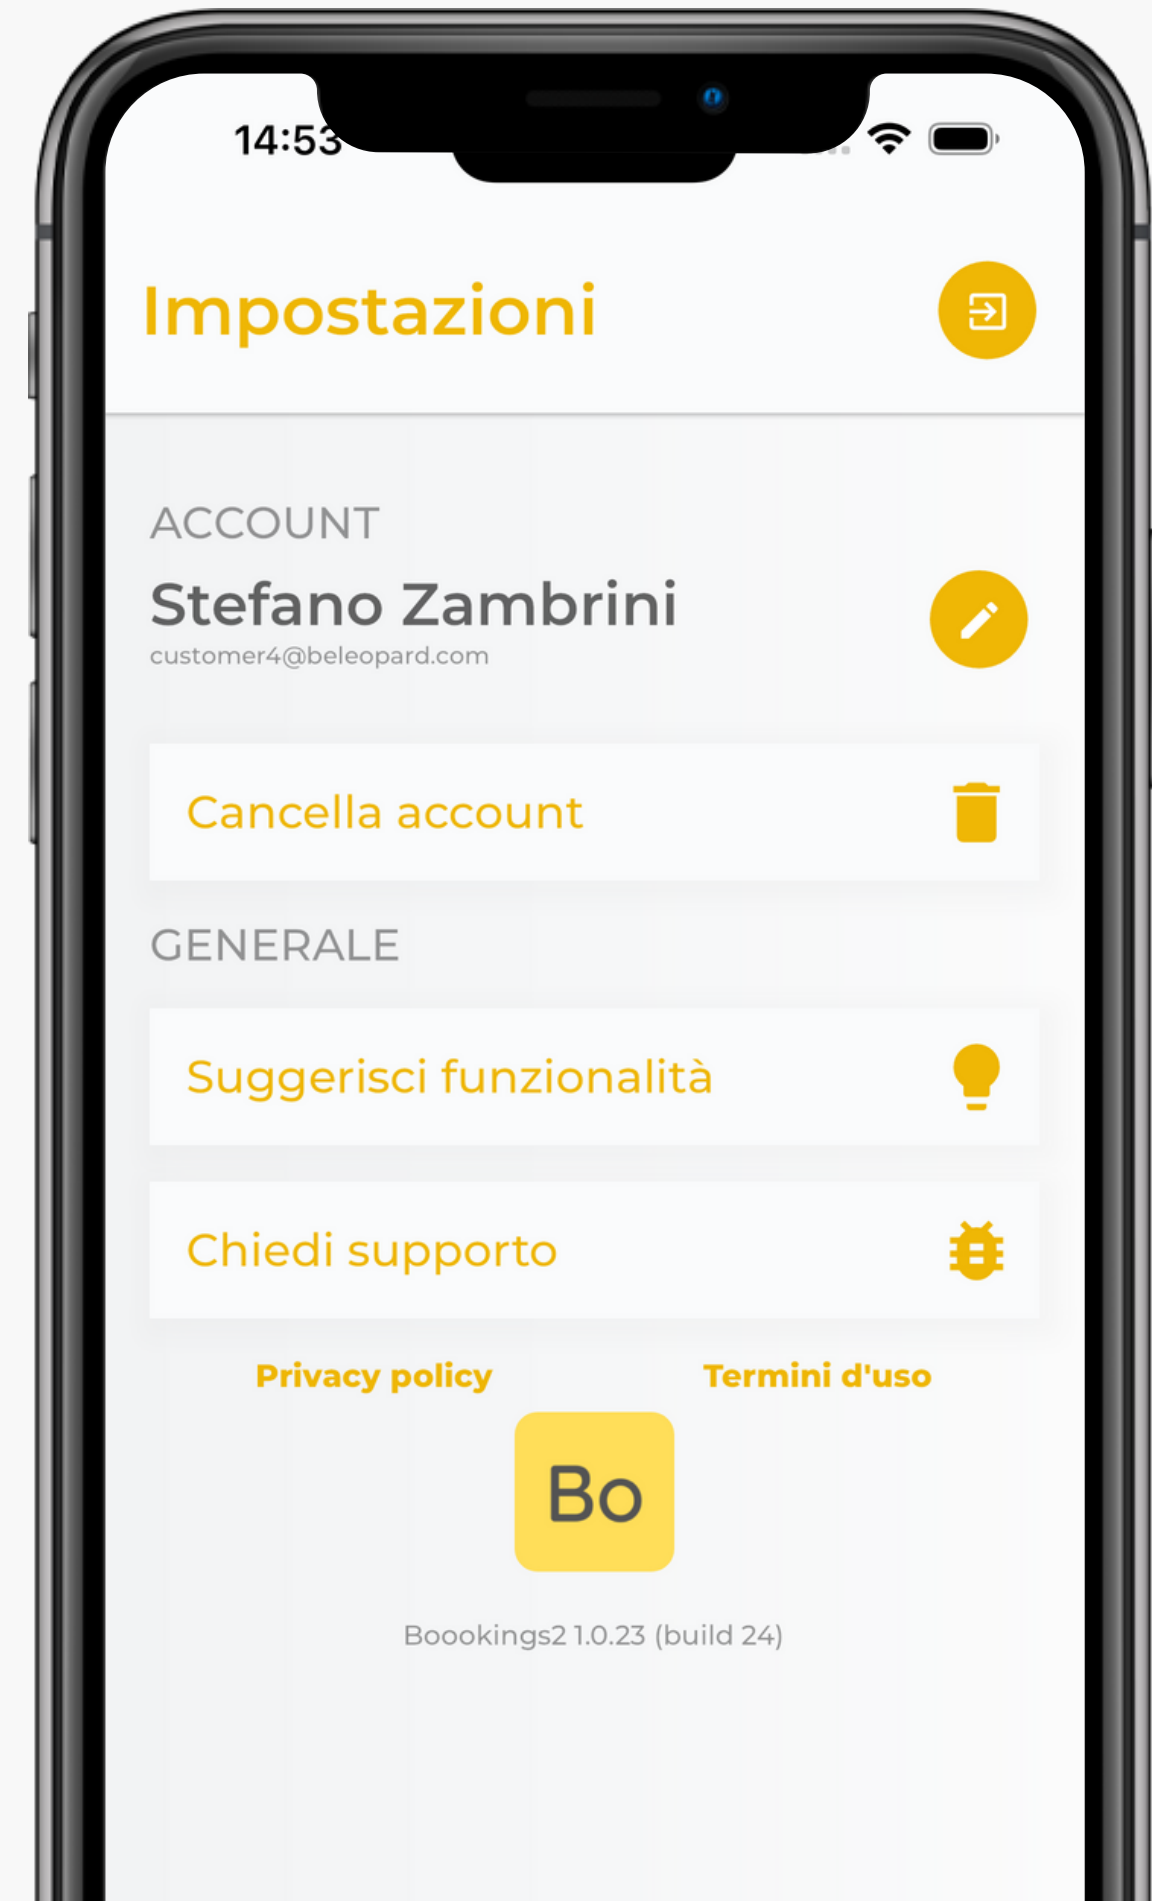 14:53
Impostazioni
ACCOUNT
Stefano Zambrini
customer4@beleopard.com
Cancella account
GENERALE
Suggerisci funzionalità
Chiedi supporto
Privacy policy Termini d'uso
Bo
Boookings2 1.0.23 (build 24)